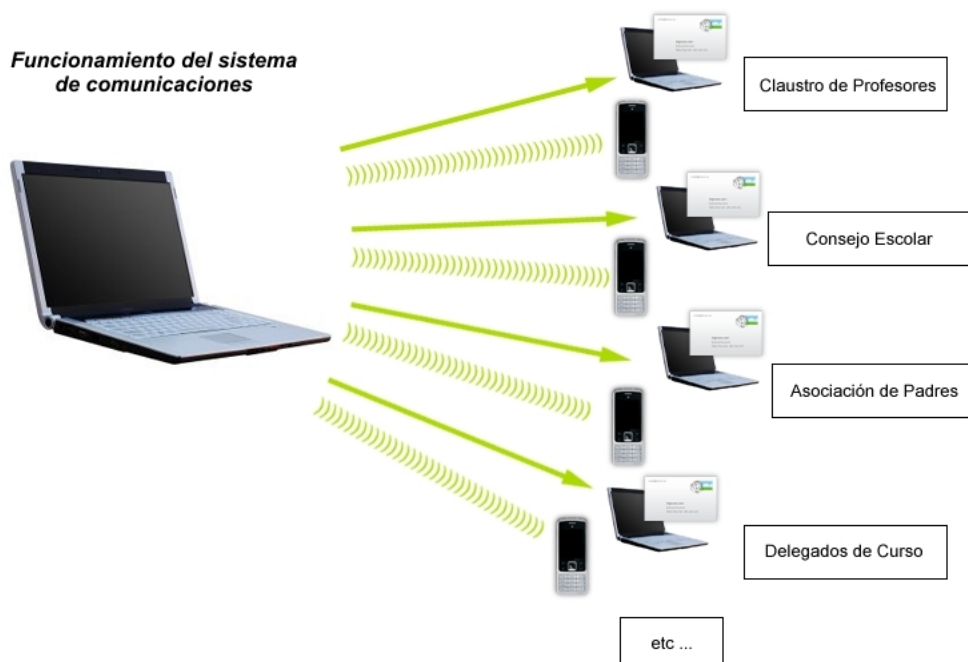 Funcionamiento del sistema
de comunicaciones
Claustro de Profesores
Consejo Escolar
Asociación de Padres
Delegados de Curso
etc ...